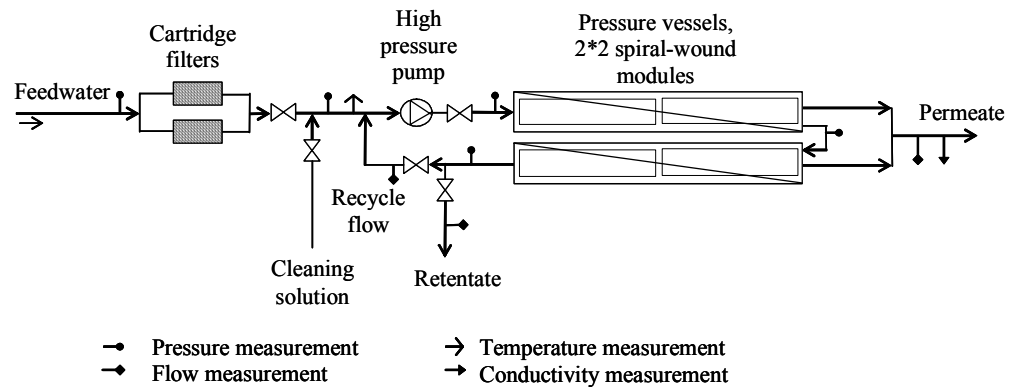 High
pressure
pump
Pressure vessels,
2*2 spiral-wound
modules
Cartridge
filters
Feedwater
Permeate
Recycle
flow
Cleaning
solution
Retentate
Pressure measurement
Temperature measurement
Flow measurement
Conductivity measurement